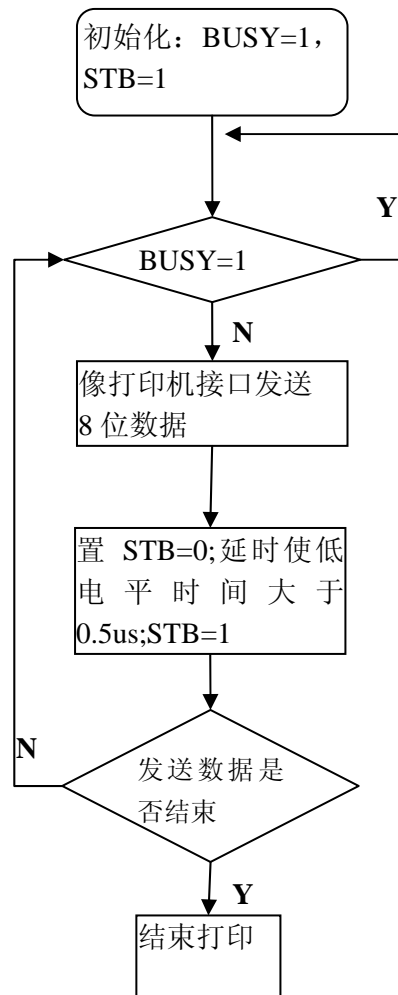 初始化：BUSY=1，
STB=1
Y
BUSY=1
N
像打印机接口发送
8 位数据
置 STB=0;延时使低
电平时间大于
0.5us;STB=1
N
发送数据是
否结束
Y
结束打印